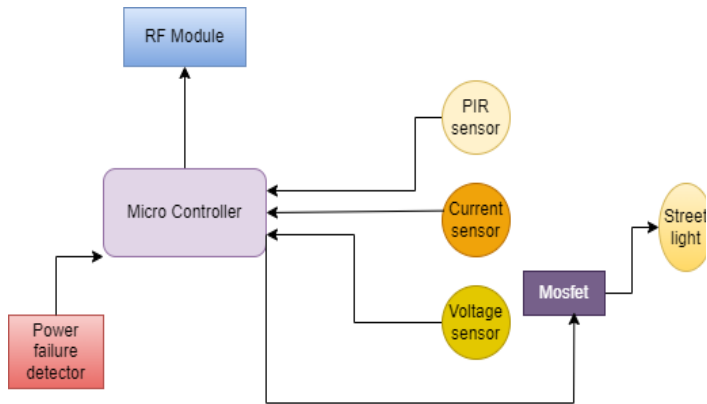 RF Module
PIR
sensor
Micro Controller
Current
sensor
Street
light
Mosfet
Voltage
sensor
Power
failure
detector